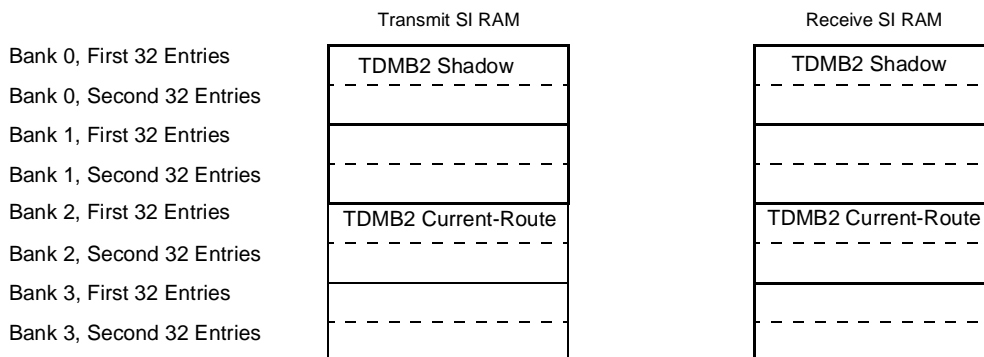 Transmit SI RAM Receive SI RAM
Bank 0, First 32 Entries TDMB2 Shadow TDMB2 Shadow
Bank 0, Second 32 Entries
Bank 1, First 32 Entries
Bank 1, Second 32 Entries
Bank 2, First 32 Entries TDMB2 Current-Route TDMB2 Current-Route
Bank 2, Second 32 Entries
Bank 3, First 32 Entries
Bank 3, Second 32 Entries